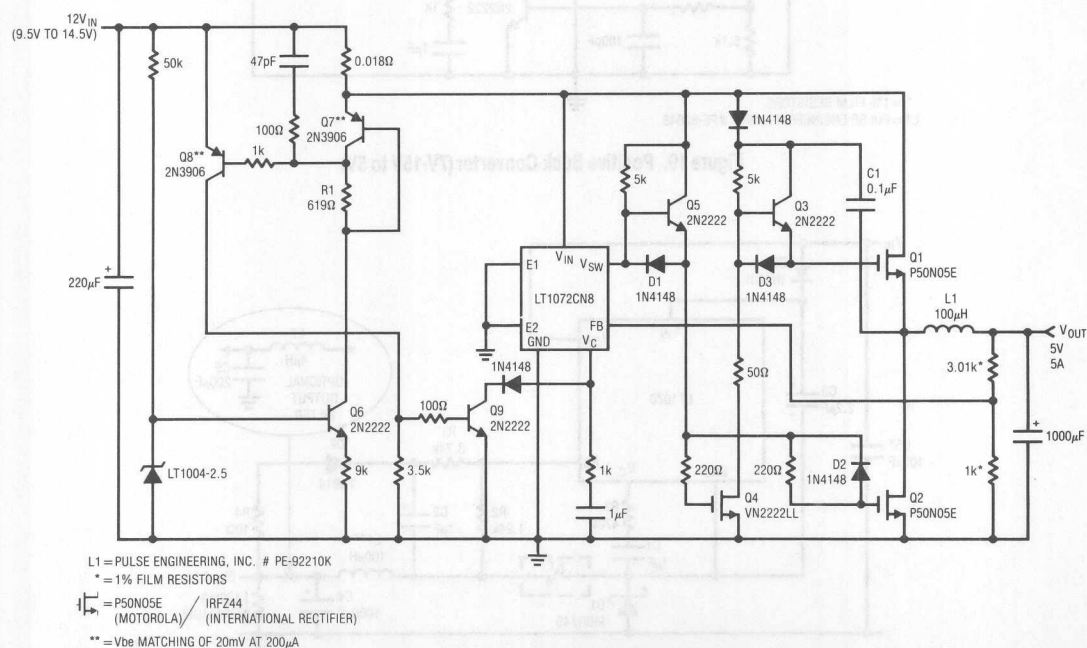 12VIN
(9.5V TO 14.5V)
50k
47pF
0.018Ω
100Ω
Q7**
2N3906
Q8**
2N3906
1k
R1
619Ω
220µF
+
LT1004-2.5
Q6
2N2222
9k
3.5k
100Ω
Q9
2N2222
1N4148
E1
E2
GND
VIN
VSW
LT1072CN8
FB
VC
1k
1µF
5k
Q5
2N2222
D1
1N4148
1N4148
5k
Q3
2N2222
D3
1N4148
C1
0.1µF
Q1
P50N05E
L1
100µH
VOUT
5V
5A
3.01k*
1k*
+
1000µF
50Ω
220Ω
220Ω
D2
1N4148
Q4
VN2222LL
Q2
P50N05E
L1 = PULSE ENGINEERING, INC. # PE-92210K
* = 1% FILM RESISTORS
= P50N05E (MOTOROLA) / IRFZ44 (INTERNATIONAL RECTIFIER)
** = Vbe MATCHING OF 20mV AT 200µA